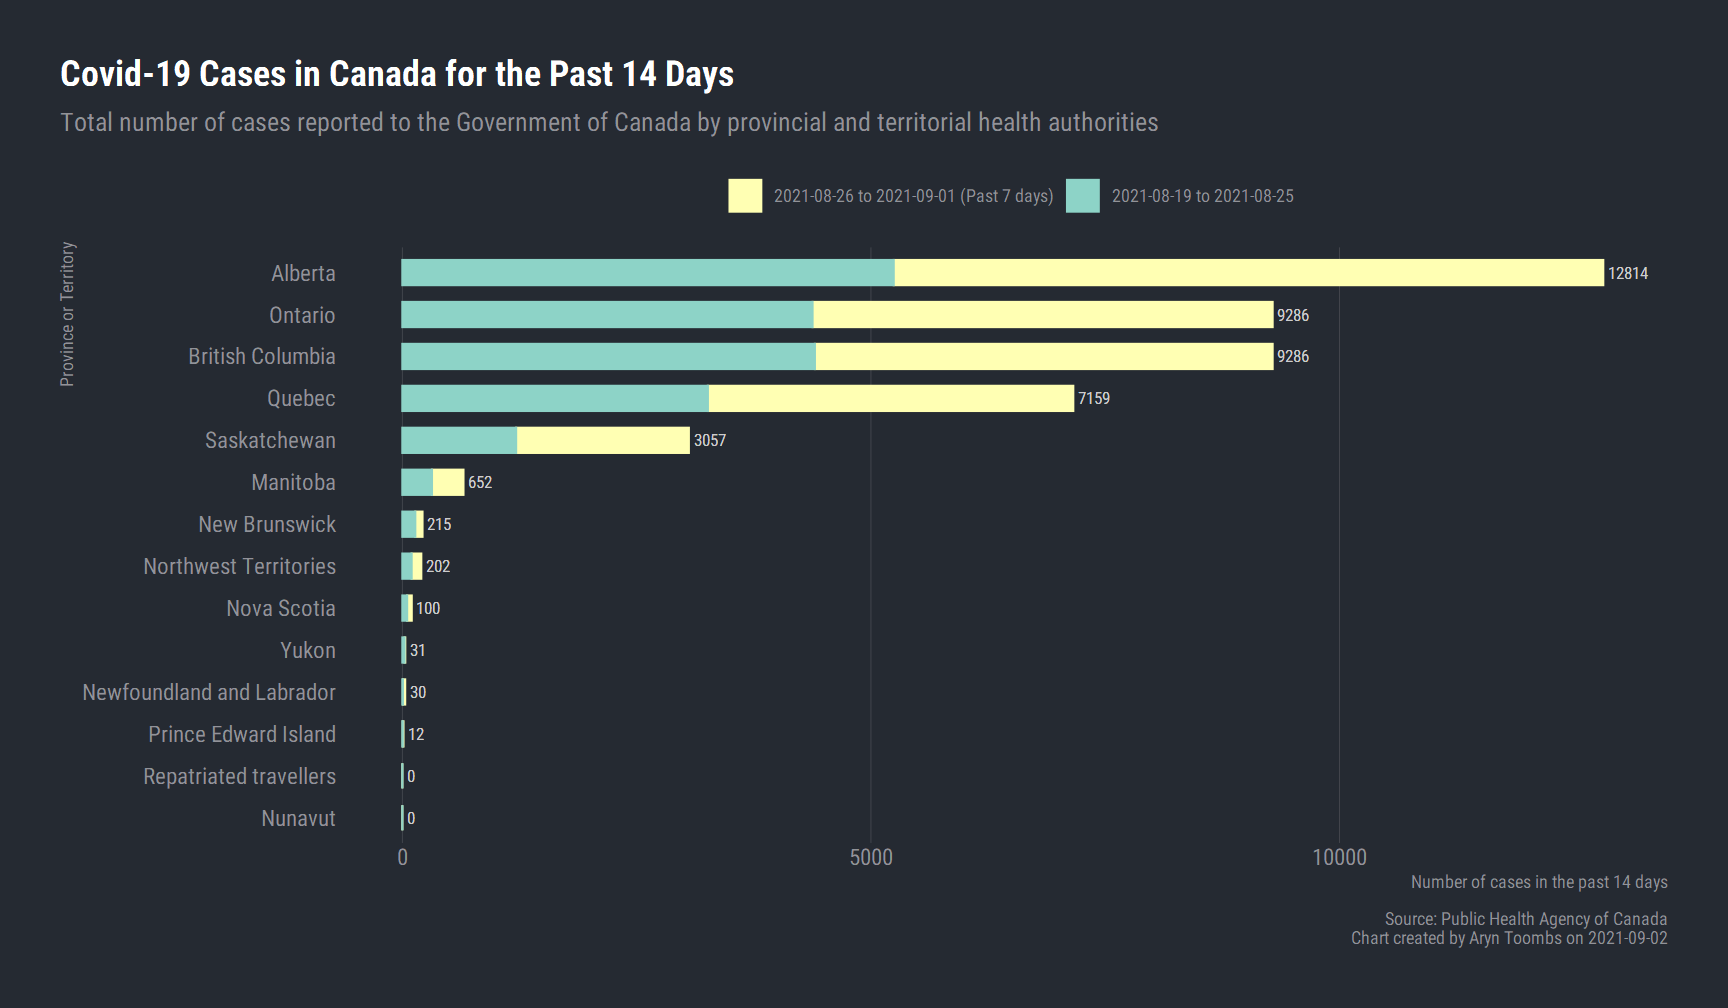 Covid-19 Cases in Canada for the Past 14 Days
Total number of cases reported to the Government of Canada by provincial and territorial health authorities
2021-08-26 to 2021-09-01 (Past 7 days) 2021-08-19 to 2021-08-25
Province or Territory
Alberta 12814
Ontario 9286
British Columbia 9286
Quebec 7159
Saskatchewan 3057
Manitoba 652
New Brunswick 215
Northwest Territories 202
Nova Scotia 100
Yukon 31
Newfoundland and Labrador 30
Prince Edward Island 12
Repatriated travellers 0
Nunavut 0
0 5000 10000
Number of cases in the past 14 days
Source: Public Health Agency of Canada
Chart created by Aryn Toombs on 2021-09-02